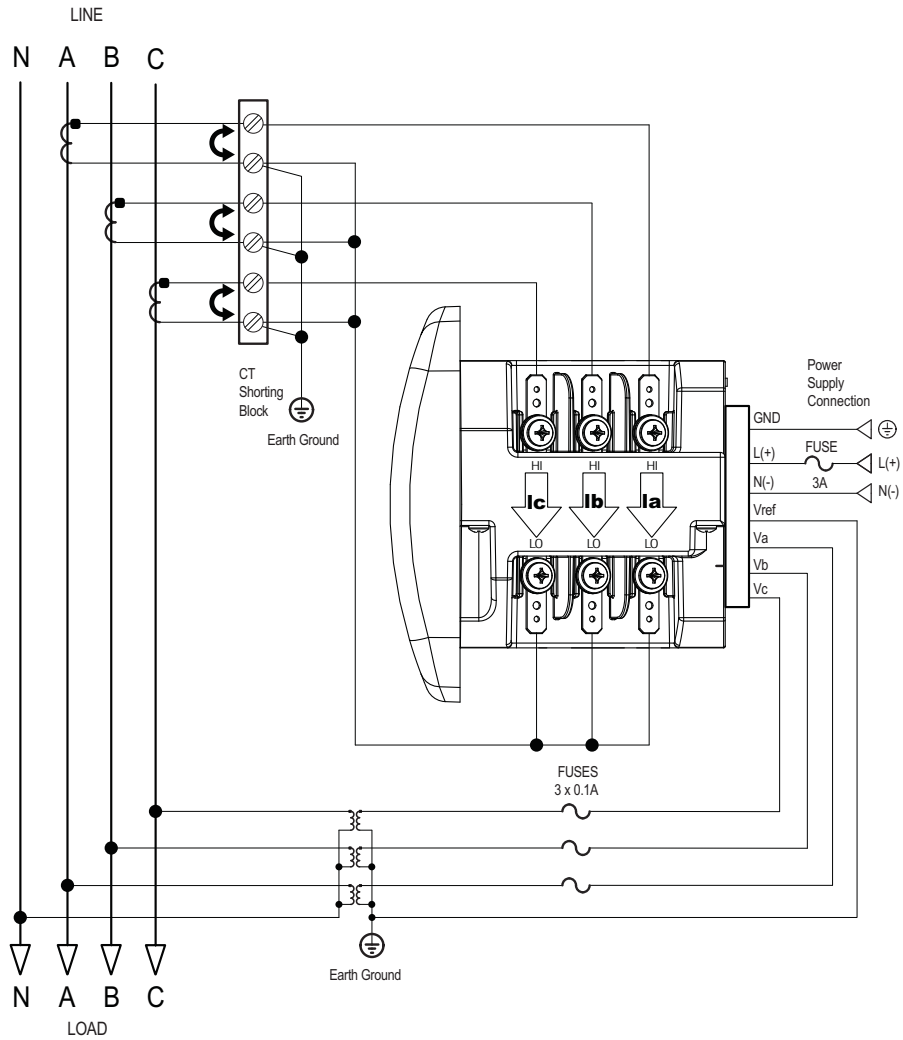 LINE
N A B C
CT
Shorting
Block
Earth Ground
Power
Supply
Connection
GND
L(+)
FUSE
L(+)
N(-)
3A
N(-)
Vref
Va
Vb
Vc
HI HI HI
Ic Ib Ia
LO LO LO
FUSES
3 x 0.1A
Earth Ground
N A B C
LOAD